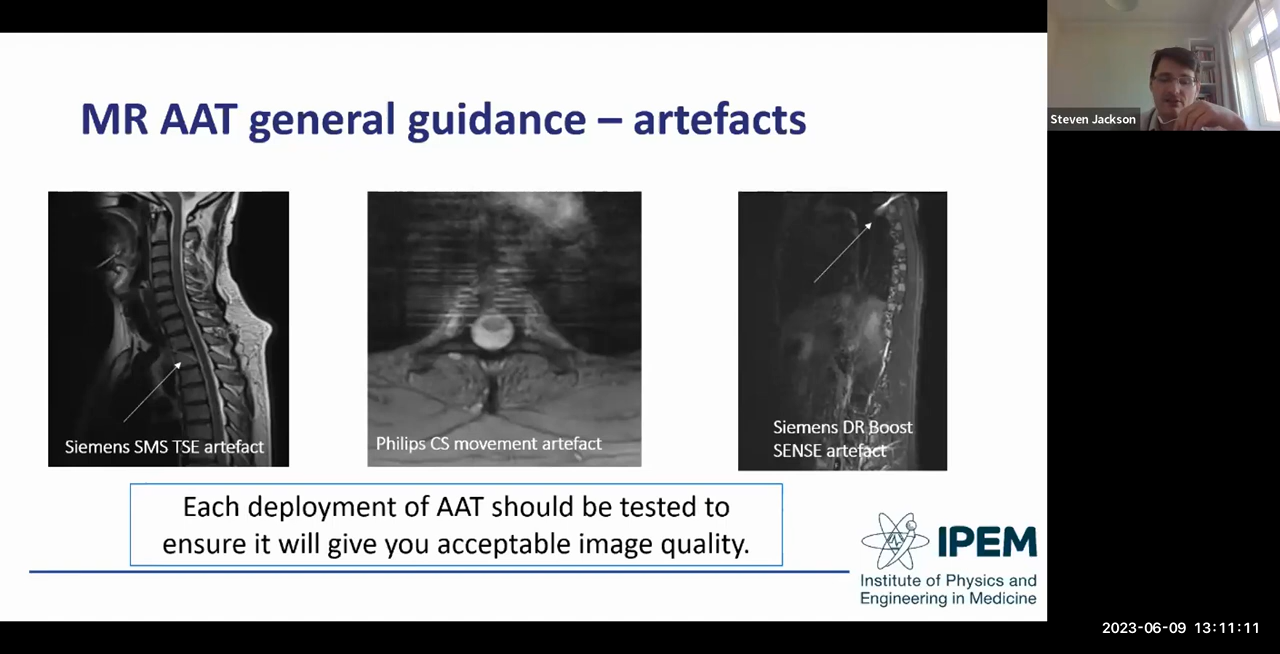 MR AAT general guidance – artefacts
Steven Jackson
Siemens SMS TSE artefact
Philips CS movement artefact
Siemens DR Boost
SENSE artefact
Each deployment of AAT should be tested to
ensure it will give you acceptable image quality.
IPEM
Institute of Physics and
Engineering in Medicine
2023-06-09 13:11:11